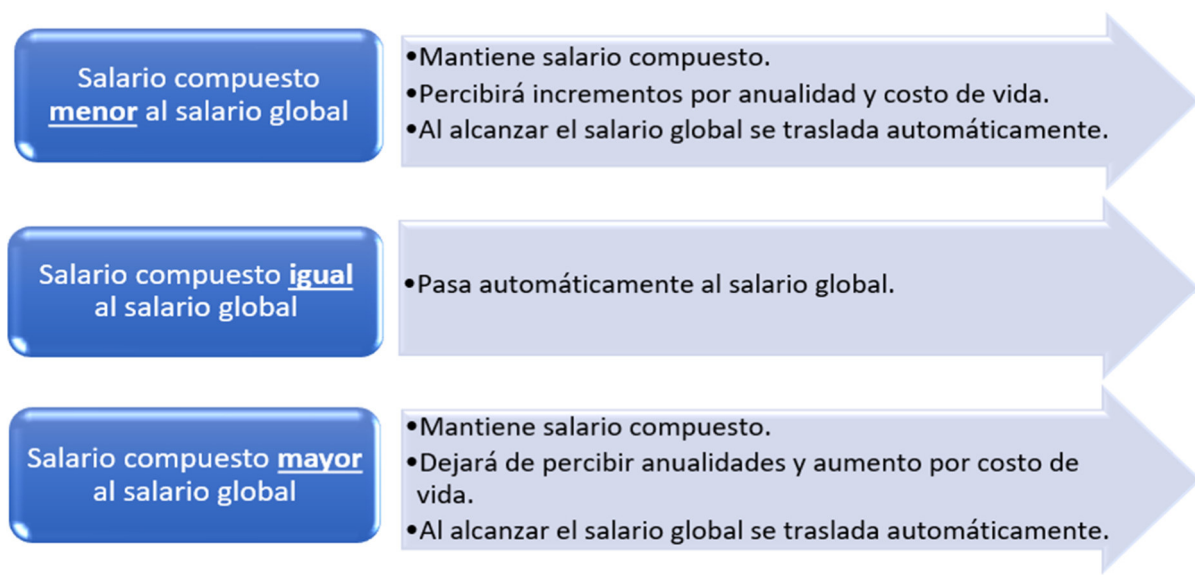 Salario compuesto
menor al salario global
•Mantiene salario compuesto.
•Percibirá incrementos por anualidad y costo de vida.
•Al alcanzar el salario global se traslada automáticamente.
Salario compuesto igual
al salario global
•Pasa automáticamente al salario global.
Salario compuesto mayor
al salario global
•Mantiene salario compuesto.
•Dejará de percibir anualidades y aumento por costo de
vida.
•Al alcanzar el salario global se traslada automáticamente.